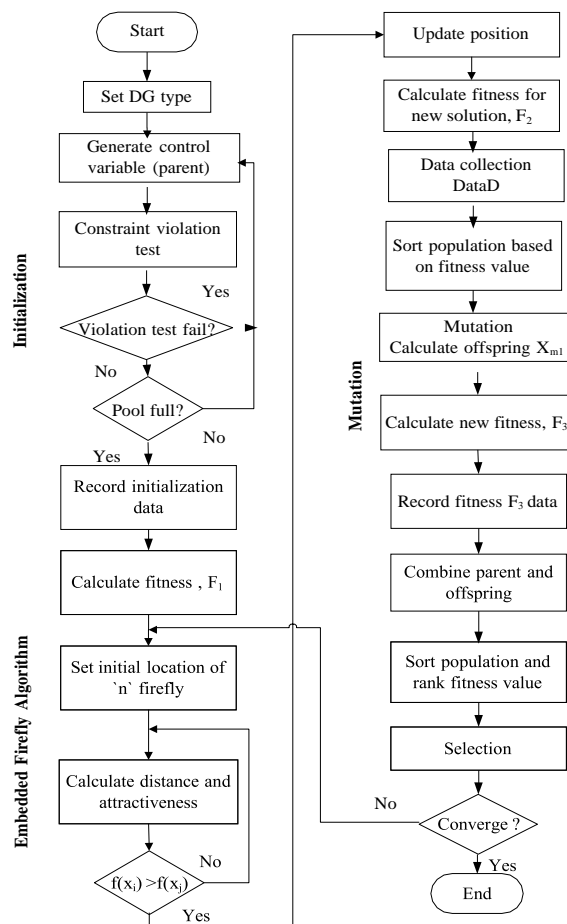 Start
Set DG type
Generate control
variable (parent)
Constraint violation
test
Yes
Violation test fail?
No
Pool full?
No
Yes
Record initialization
data
Calculate fitness , F₁
Set initial location of
`n` firefly
Calculate distance and
attractiveness
No
f(xᵢ) >f(xⱼ)
Yes
Initialization
Embedded Firefly Algorithm
Update position
Calculate fitness for
new solution, F₂
Data collection
DataD
Sort population based
on fitness value
Mutation
Calculate offspring Xₘ₁
Calculate new fitness, F₃
Record fitness F₃ data
Combine parent and
offspring
Sort population and
rank fitness value
Selection
No
Converge ?
Yes
End
Mutation